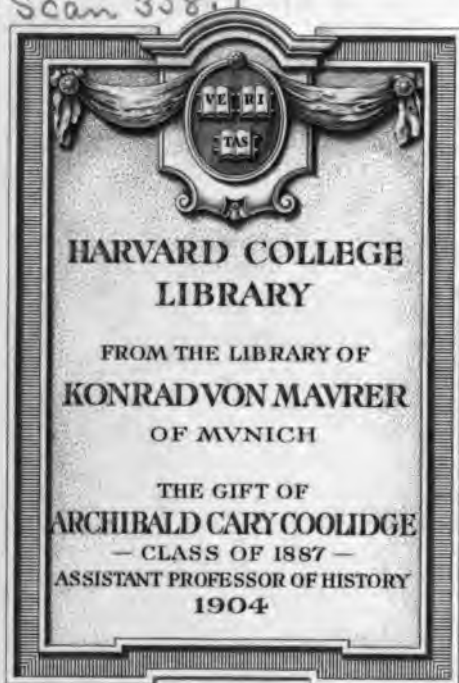 Scan
VE RI
TAS
HARVARD COLLEGE
LIBRARY
FROM THE LIBRARY OF
KONRAD VON MAVRER
OF MVNICH
THE GIFT OF
ARCHIBALD CARY COOLIDGE
— CLASS OF 1887 —
ASSISTANT PROFESSOR OF HISTORY
1904